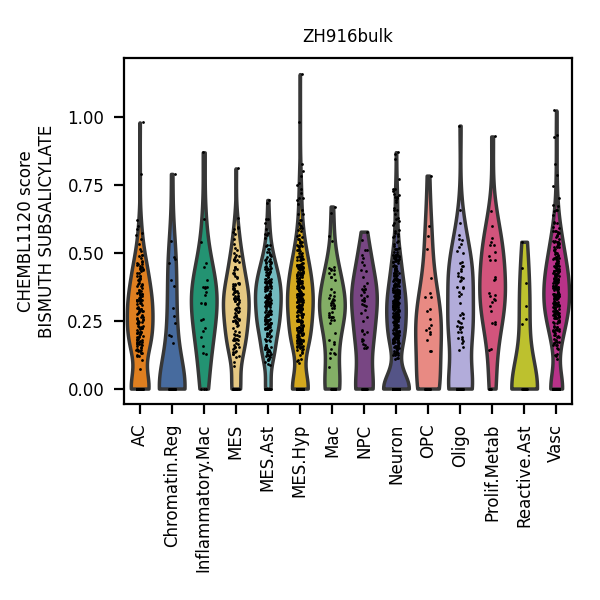 ZH916bulk
CHEMBL1120 score
BISMUTH SUBSALICYLATE
1.00
0.75
0.50
0.25
0.00
AC
Chromatin.Reg
Inflammatory.Mac
MES
MES.Ast
MES.Hyp
Mac
NPC
Neuron
OPC
Oligo
Prolif.Metab
Reactive.Ast
Vasc